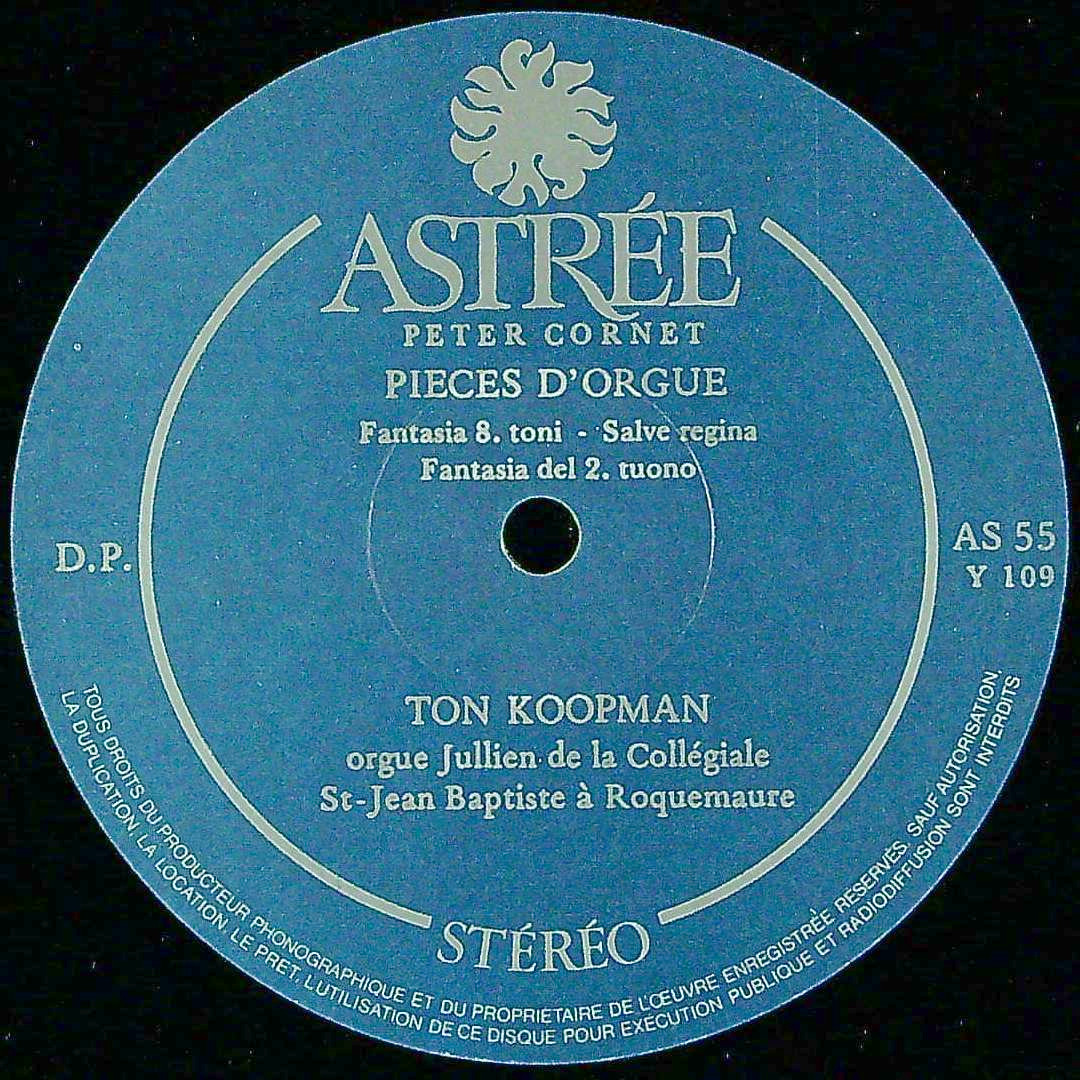 ASTRÉE
PETER CORNET
PIECES D'ORGUE
Fantasia 8. toni - Salve regina
Fantasia del 2. tuono
D.P.
AS 55
Y 109
TON KOOPMAN
orgue Jullien de la Collégiale
St-Jean Baptiste à Roquemaure
STÉRÉO
TOUS DROITS DU PRODUCTEUR PHONOGRAPHIQUE ET DU PROPRIETAIRE DE L'ŒUVRE ENREGISTRÉE RÉSERVÉS. SAUF AUTORISATION,
LA DUPLICATION, LA LOCATION, LE PRET, L'UTILISATION DE CE DISQUE POUR EXECUTION PUBLIQUE ET RADIODIFFUSION SONT INTERDITS